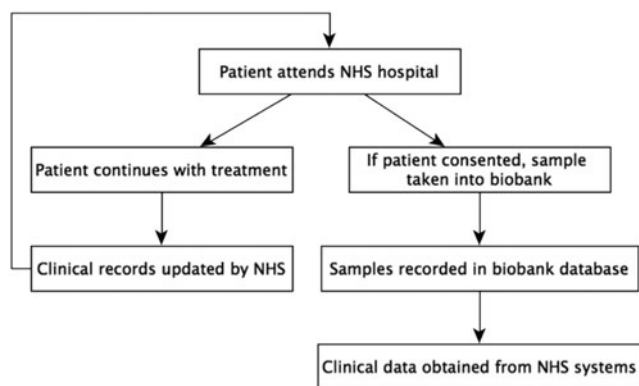 Patient attends NHS hospital
Patient continues with treatment
If patient consented, sample
taken into biobank
Clinical records updated by NHS
Samples recorded in biobank database
Clinical data obtained from NHS systems